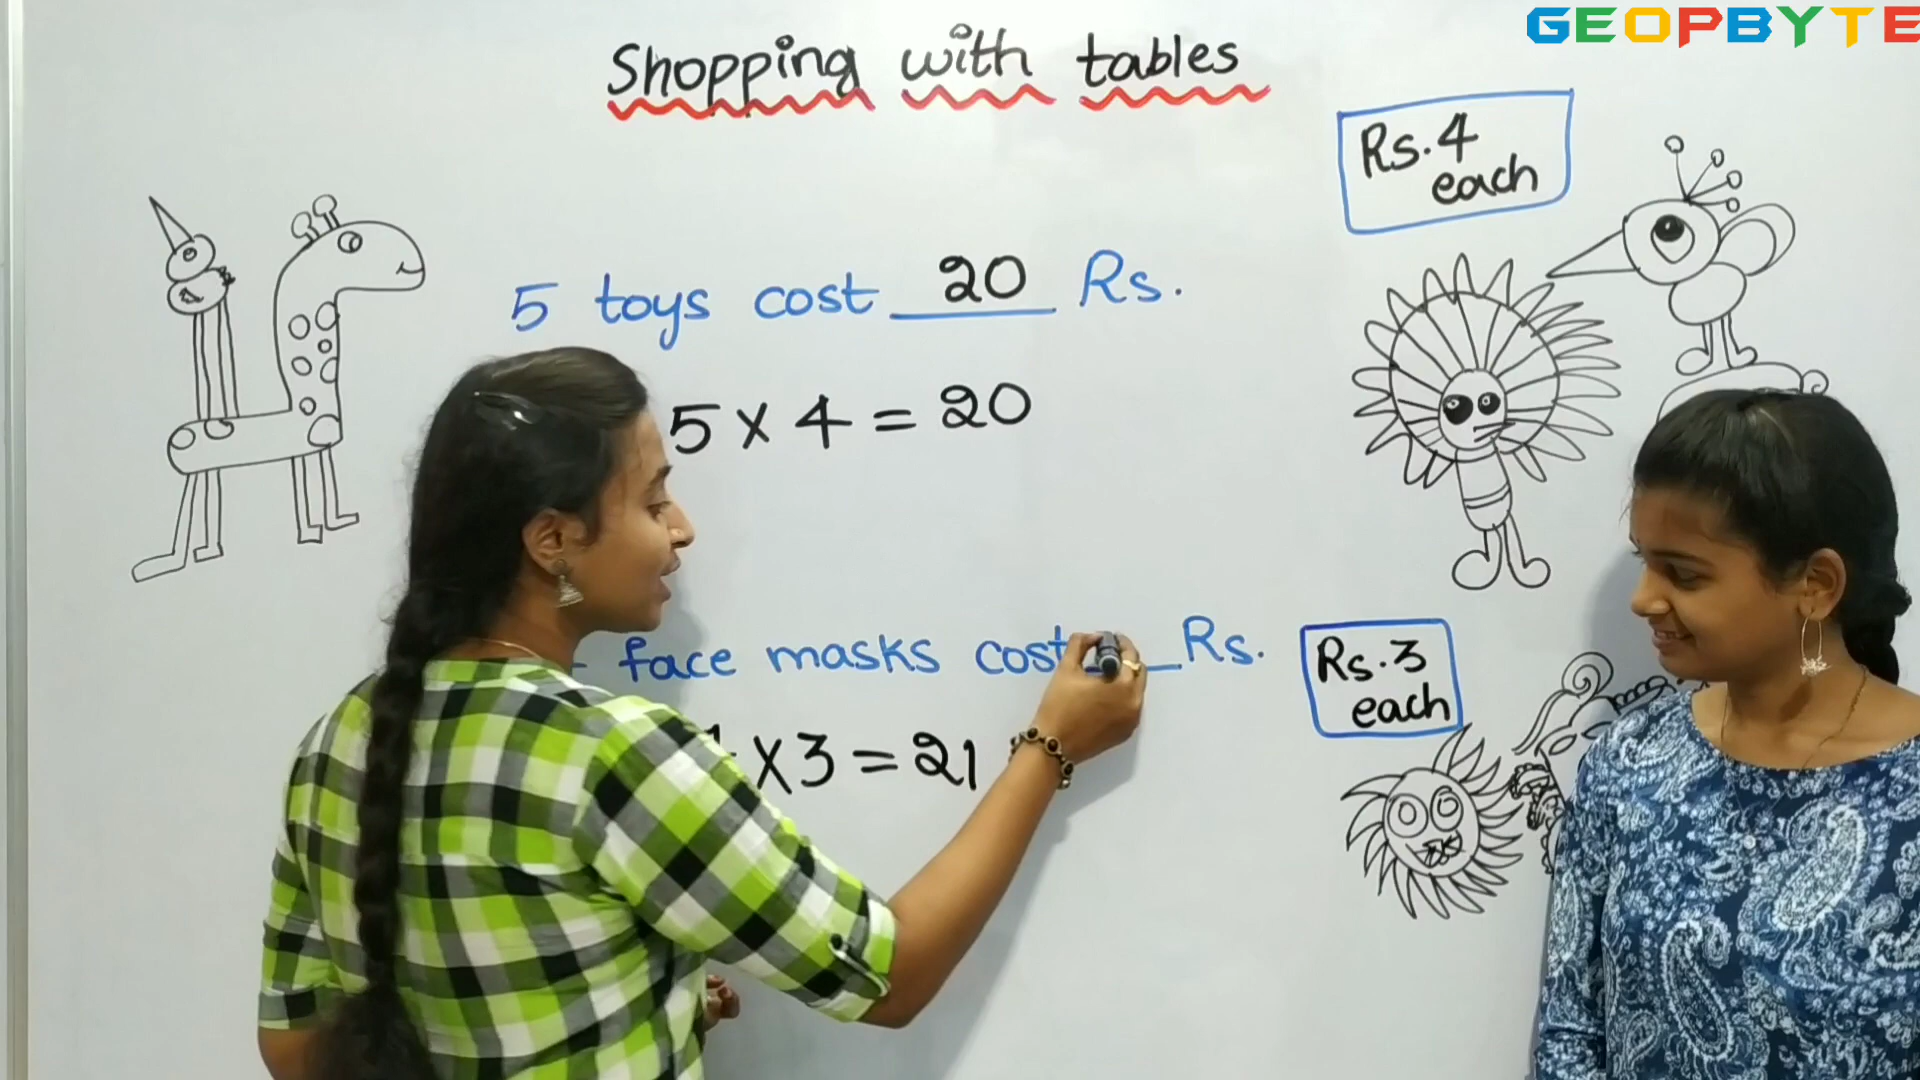 GEOPBYTE
Shopping with tables
Rs. 4
each
5 toys cost 20 Rs.
5 x 4 = 20
face masks cost Rs.
x 3 = 21
Rs. 3
each